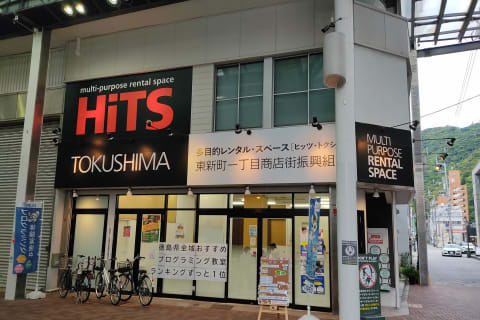 multi-purpose rental space
HiTS
TOKUSHIMA
多目的レンタル・スペース[ヒッツ・トクシ
東新町一丁目商店街振興組
MULTI
PURPOSE
RENTAL
SPACE
徳島県全域おすすめ
プログラミング教室
ランキングずっと1位